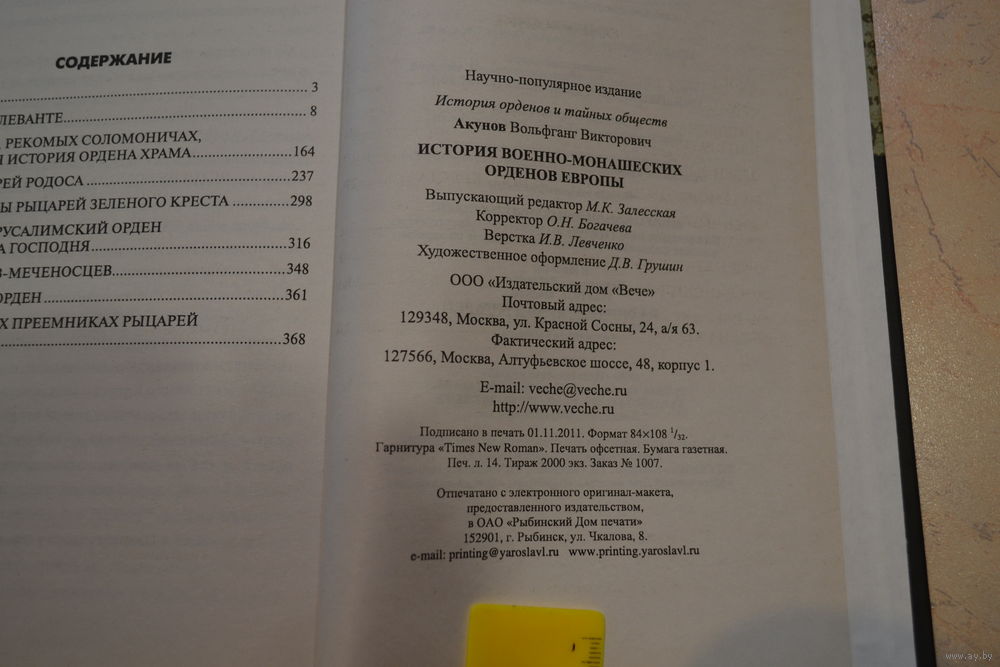 СОДЕРЖАНИЕ
........ 3
ЛЕВАНТЕ........ 8
, РЕКОМЫХ СОЛОМОНИЧАХ,
ИСТОРИЯ ОРДЕНА ХРАМА........164
РЕЙ РОДОСА........237
Ы РЫЦАРЕЙ ЗЕЛЕНОГО КРЕСТА........ 298
РУСАЛИМСКИЙ ОРДЕН
А ГОСПОДНЯ........ 316
В-МЕЧЕНОСЦЕВ........ 348
ОРДЕН........361
Х ПРЕЕМНИКАХ РЫЦАРЕЙ
........368
Научно-популярное издание
История орденов и тайных обществ
Акунов Вольфганг Викторович
ИСТОРИЯ ВОЕННО-МОНАШЕСКИХ
ОРДЕНОВ ЕВРОПЫ
Выпускающий редактор М.К. Залесская
Корректор О.Н. Богачева
Верстка И.В. Левченко
Художественное оформление Д.В. Грушин
ООО «Издательский дом «Вече»
Почтовый адрес:
129348, Москва, ул. Красной Сосны, 24, а/я 63.
Фактический адрес:
127566, Москва, Алтуфьевское шоссе, 48, корпус 1.
E-mail: veche@veche.ru
http://www.veche.ru
Подписано в печать 01.11.2011. Формат 84×108 1/32.
Гарнитура «Times New Roman». Печать офсетная. Бумага газетная.
Печ. л. 14. Тираж 2000 экз. Заказ № 1007.
Отпечатано с электронного оригинал-макета,
предоставленного издательством,
в ОАО «Рыбинский Дом печати»
152901, г. Рыбинск, ул. Чкалова, 8.
e-mail: printing@yaroslavl.ru www.printing.yaroslavl.ru
www.ay.by